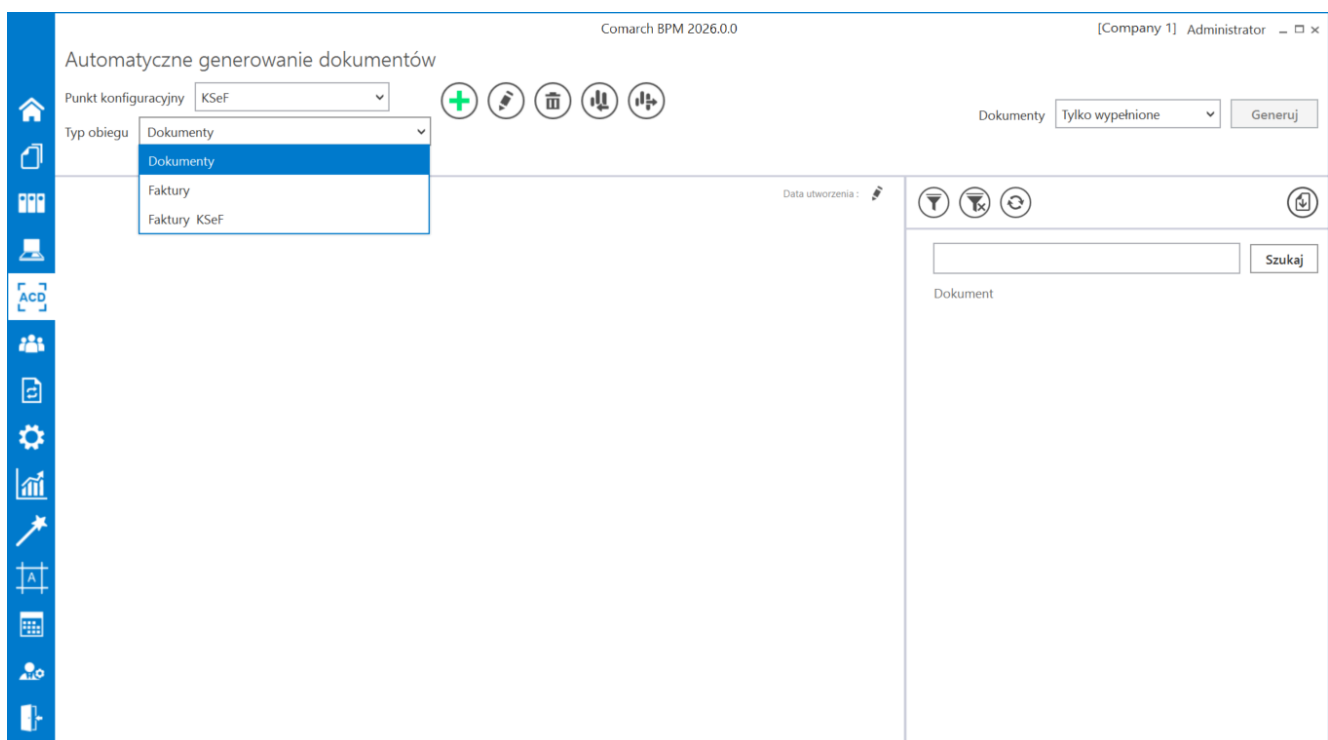 Comarch BPM 2026.0.0
[Company 1] Administrator
Automatyczne generowanie dokumentów
Punkt konfiguracyjny KSeF
Typ obiegu Dokumenty
Dokumenty Tylko wypełnione Generuj
Dokumenty
Faktury
Faktury KSeF
Data utworzenia :
Szukaj
Dokument
ACD
A